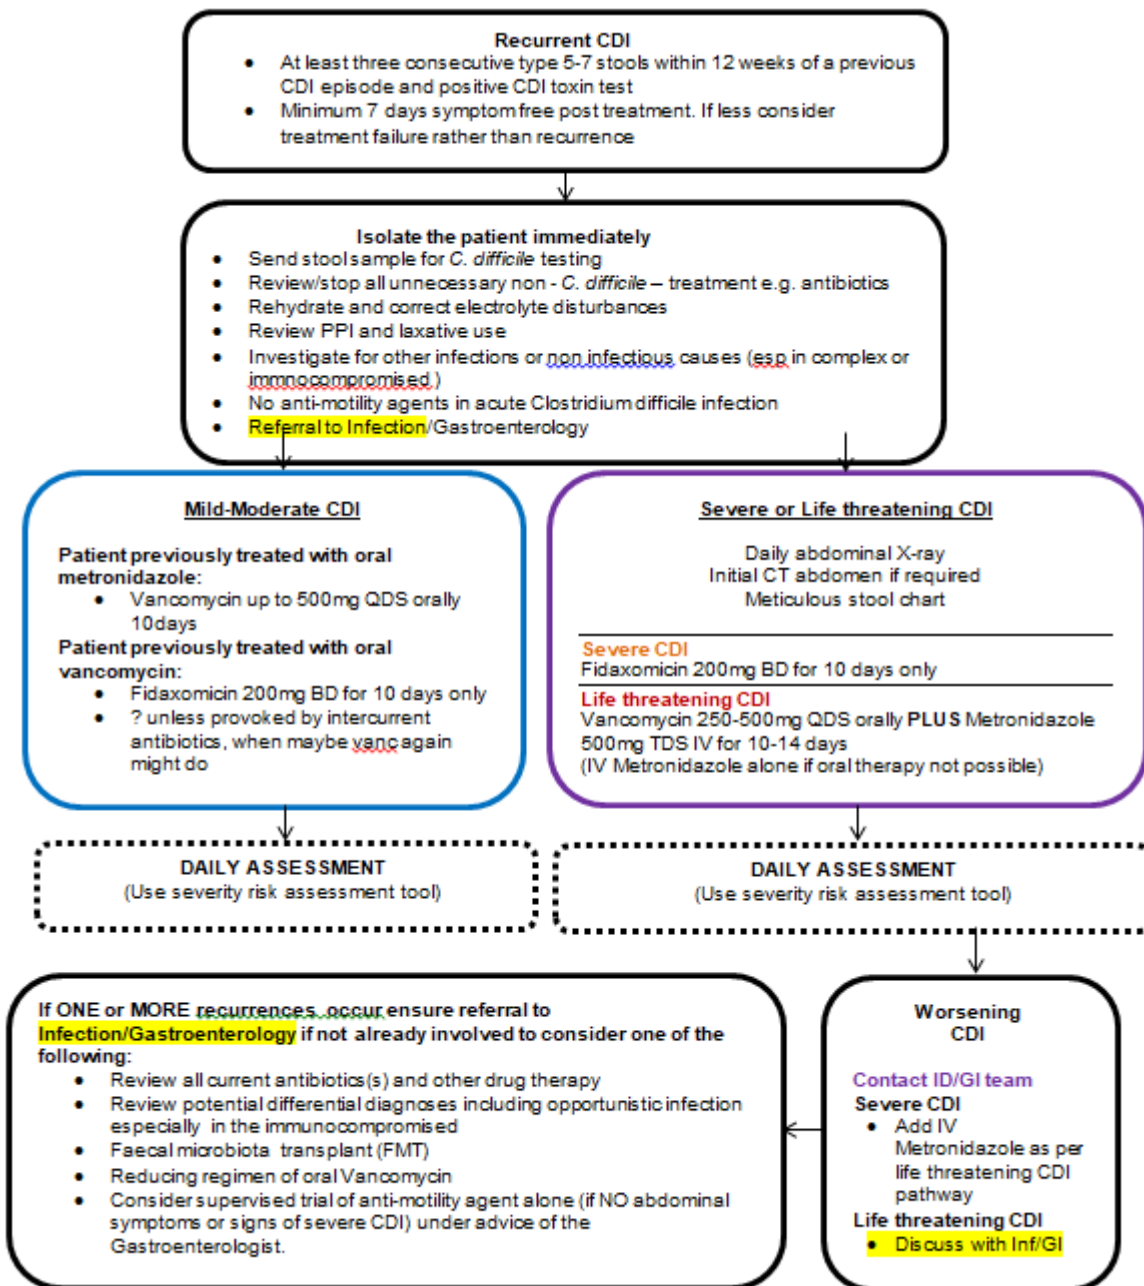 Recurrent CDI
• At least three consecutive type 5-7 stools within 12 weeks of a previous
CDI episode and positive CDI toxin test
• Minimum 7 days symptom free post treatment. If less consider
treatment failure rather than recurrence
Isolate the patient immediately
• Send stool sample for C. difficile testing
• Review/stop all unnecessary non - C. difficile – treatment e.g. antibiotics
• Rehydrate and correct electrolyte disturbances
• Review PPI and laxative use
• Investigate for other infections or non infectious causes (esp in complex or
immnocompromised )
• No anti-motility agents in acute Clostridium difficile infection
• Referral to Infection/Gastroenterology
Mild-Moderate CDI
Patient previously treated with oral
metronidazole:
• Vancomycin up to 500mg QDS orally
10days
Patient previously treated with oral
vancomycin:
• Fidaxomicin 200mg BD for 10 days only
• ? unless provoked by intercurrent
antibiotics, when maybe vanc again
might do
Severe or Life threatening CDI
Daily abdominal X-ray
Initial CT abdomen if required
Meticulous stool chart
Severe CDI
Fidaxomicin 200mg BD for 10 days only
Life threatening CDI
Vancomycin 250-500mg QDS orally PLUS Metronidazole
500mg TDS IV for 10-14 days
(IV Metronidazole alone if oral therapy not possible)
DAILY ASSESSMENT
(Use severity risk assessment tool)
DAILY ASSESSMENT
(Use severity risk assessment tool)
If ONE or MORE recurrences occur ensure referral to
Infection/Gastroenterology if not already involved to consider one of the
following:
• Review all current antibiotics(s) and other drug therapy
• Review potential differential diagnoses including opportunistic infection
especially in the immunocompromised
• Faecal microbiota transplant (FMT)
• Reducing regimen of oral Vancomycin
• Consider supervised trial of anti-motility agent alone (if NO abdominal
symptoms or signs of severe CDI) under advice of the
Gastroenterologist.
Worsening
CDI
Contact ID/GI team
Severe CDI
• Add IV
Metronidazole as per
life threatening CDI
pathway
Life threatening CDI
• Discuss with Inf/GI